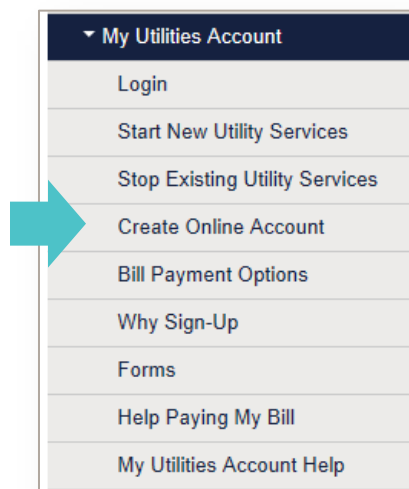 My Utilities Account
Login
Start New Utility Services
Stop Existing Utility Services
Create Online Account
Bill Payment Options
Why Sign-Up
Forms
Help Paying My Bill
My Utilities Account Help